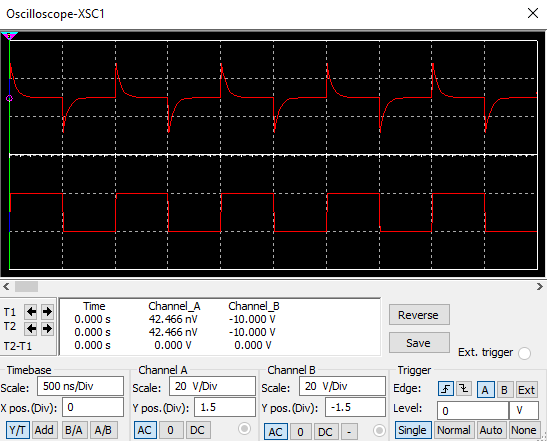 Oscilloscope-XSC1
T1
T2
T2-T1
Time Channel_A Channel_B
0.000 s 42.466 nV -10.000 V
0.000 s 42.466 nV -10.000 V
0.000 s 0.000 V 0.000 V
Reverse
Save
Ext. trigger
Timebase
Scale: 500 ns/Div
X pos.(Div): 0
Y/T Add B/A A/B
Channel A
Scale: 20 V/Div
Y pos.(Div): 1.5
AC 0 DC
Channel B
Scale: 20 V/Div
Y pos.(Div): -1.5
AC 0 DC -
Trigger
Edge: A B Ext
Level: 0 V
Single Normal Auto None